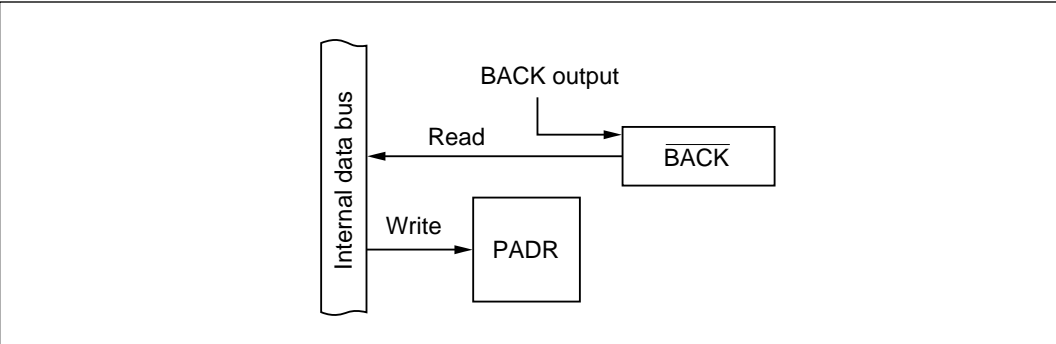 BACK output
Internal data bus
Read
BACK
Write
PADR